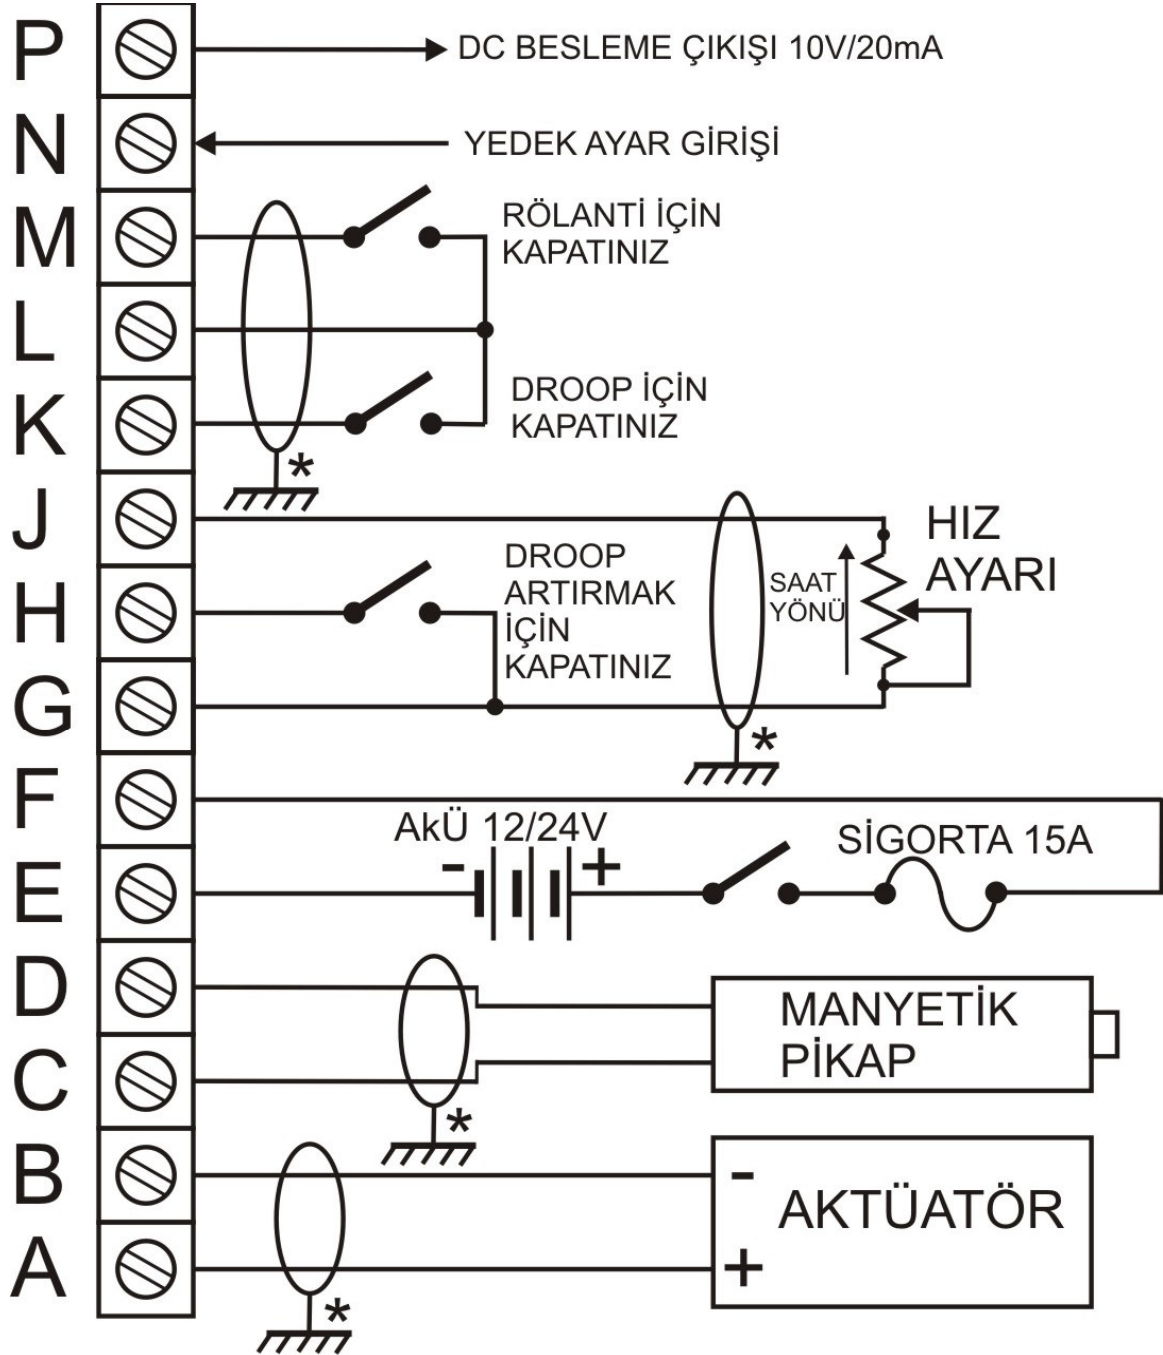 P
DC BESLEME ÇIKIŞI 10V/20mA
N
YEDEK AYAR GİRİŞİ
M
RÖLANTİ İÇİN
KAPATINIZ
L
K
DROOP İÇİN
KAPATINIZ
*
J
HIZ
AYARI
H
DROOP
ARTIRMAK
İÇİN
KAPATINIZ
SAAT
YÖNÜ
G
*
F
AkÜ 12/24V
SİGORTA 15A
E
- +
D
MANYETİK
PİKAP
C
*
B
-
AKTÜATÖR
A
+
*